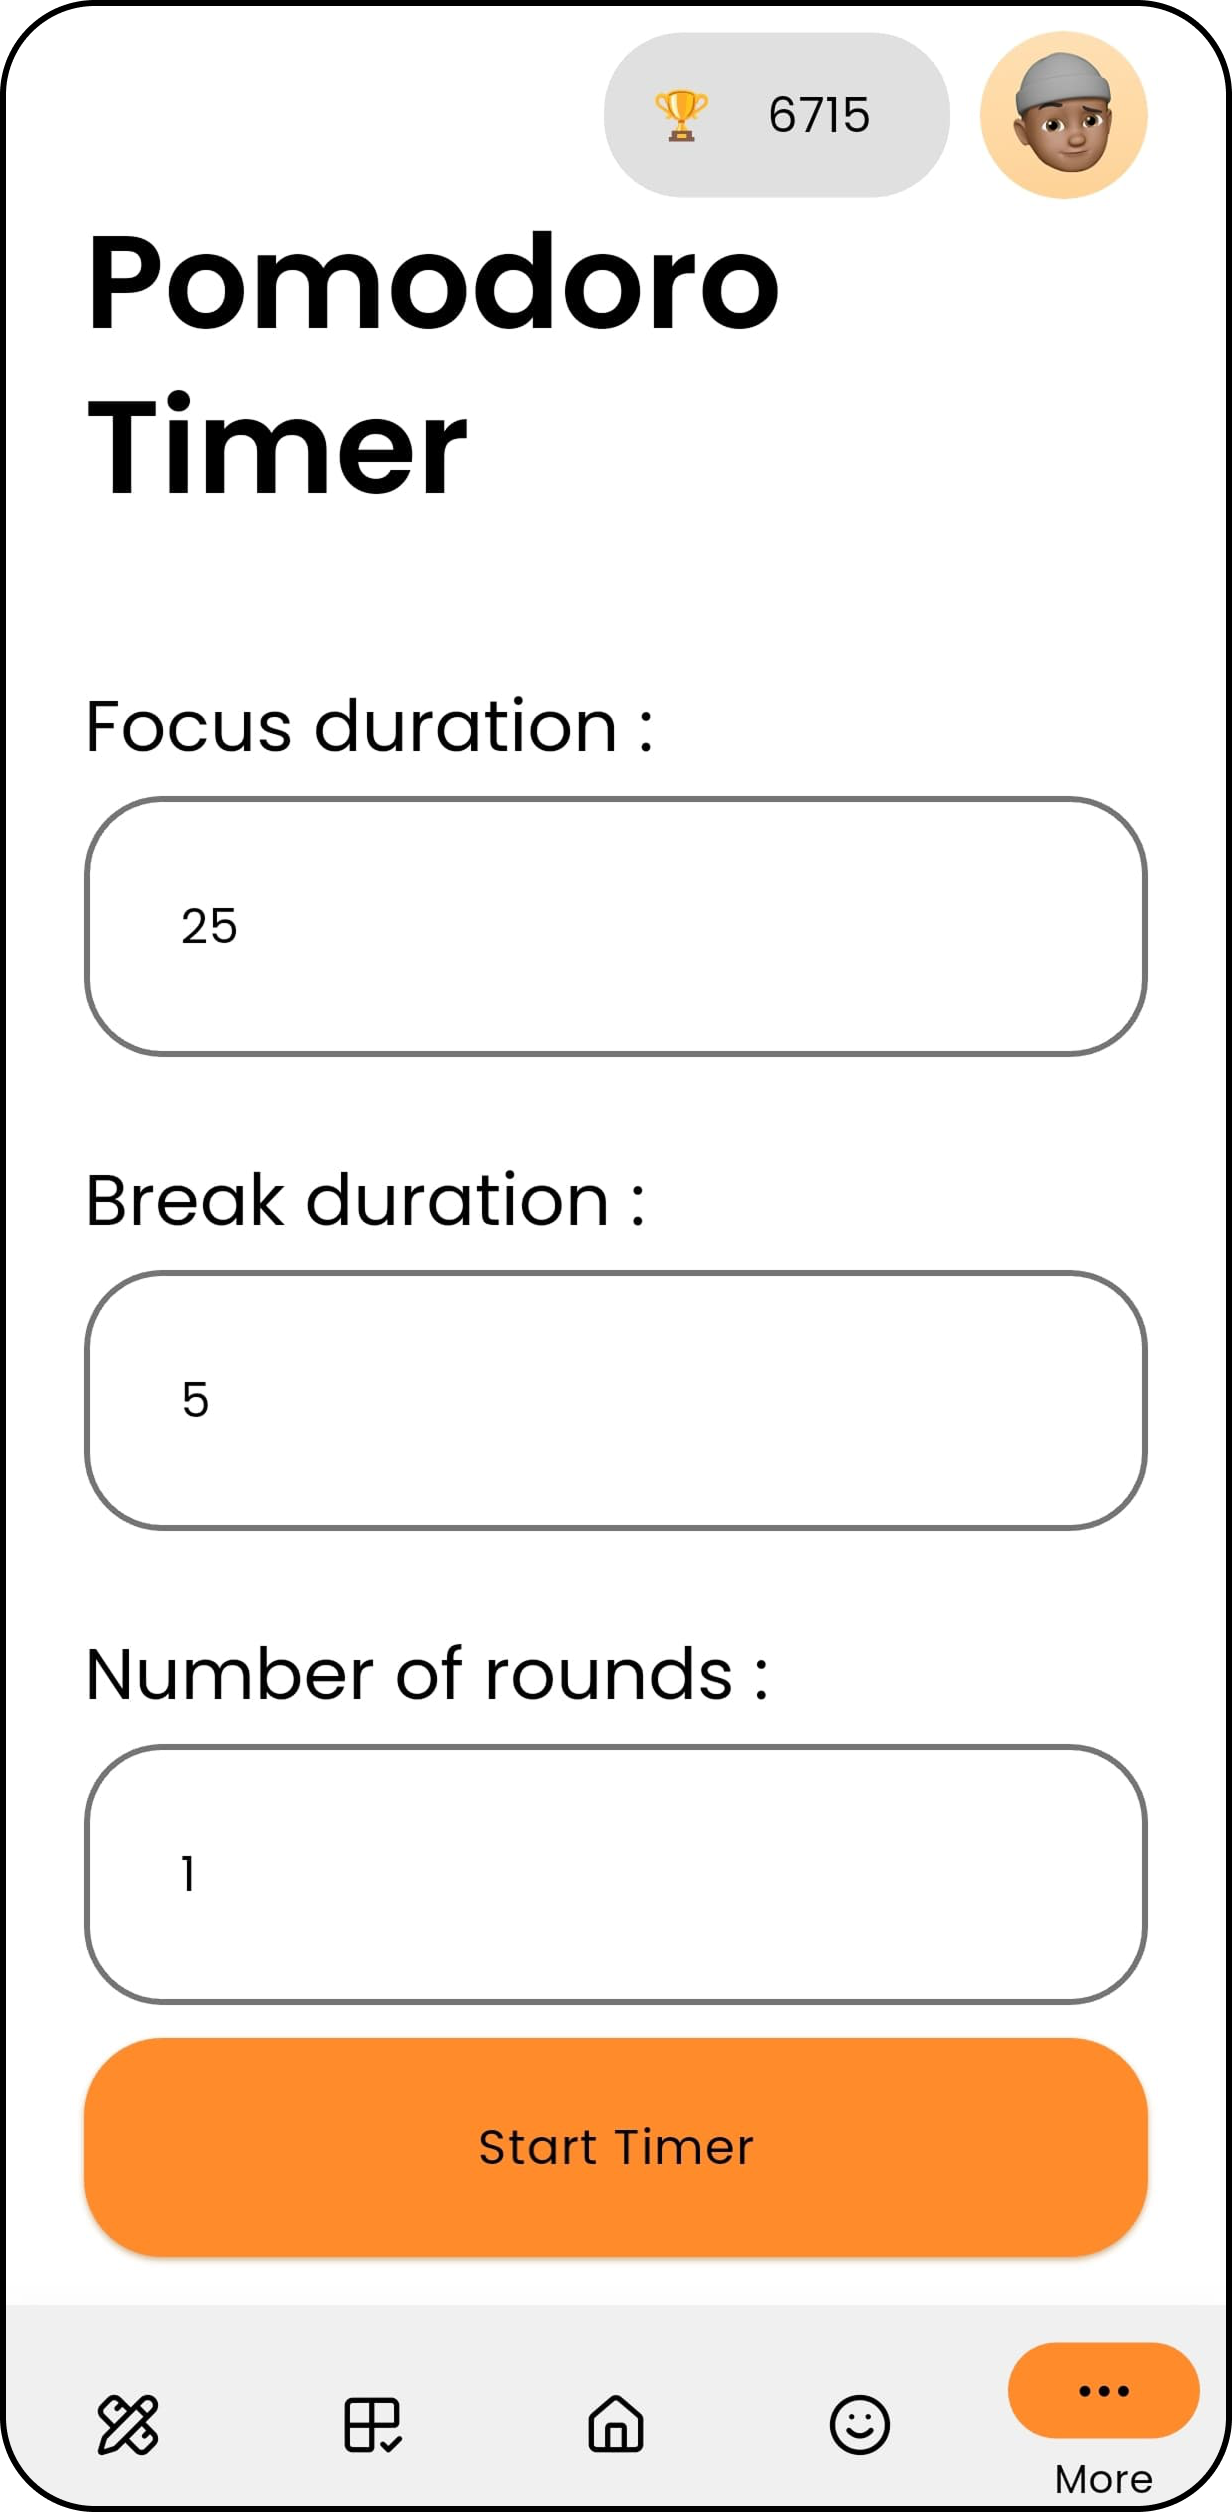 6715
Pomodoro
Timer
Focus duration :
25
Break duration :
5
Number of rounds :
1
Start Timer
More